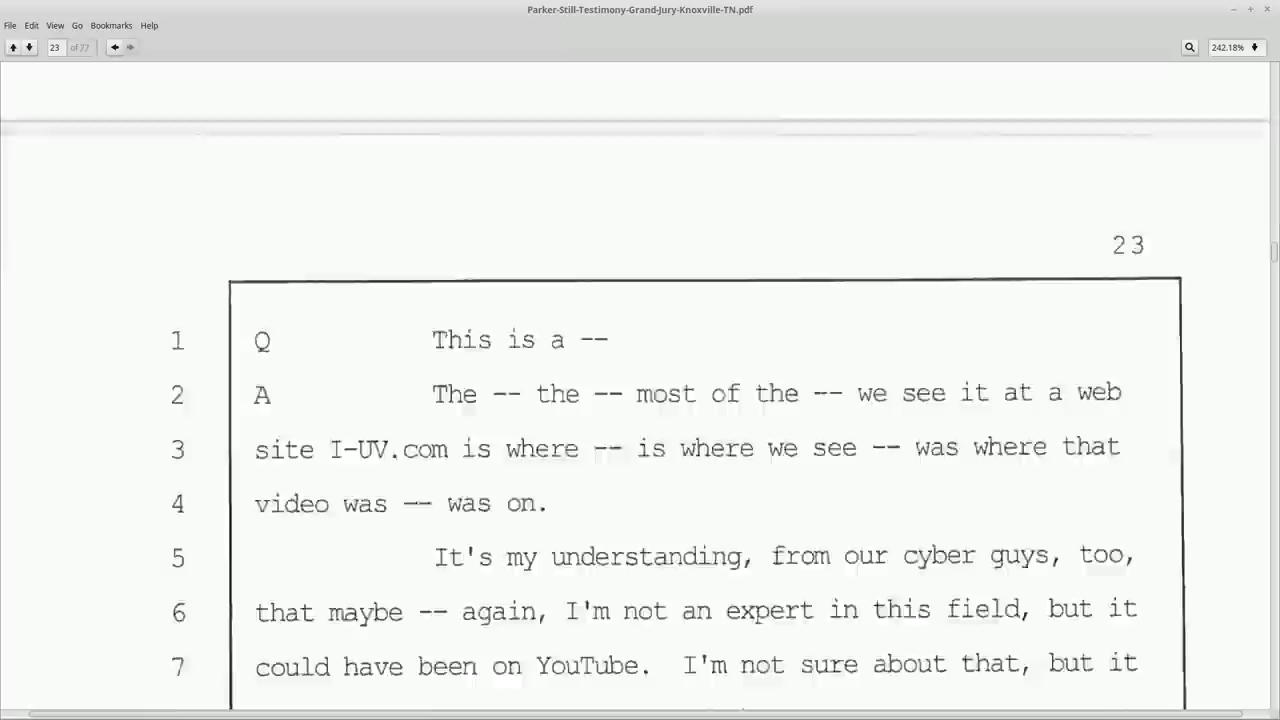 Parker-Still-Testimony-Grand-Jury-Knoxville-TN.pdf
File Edit View Go Bookmarks Help
23 of 77 242.18%
23
1 Q This is a --
2 A The -- the -- most of the -- we see it at a web
3 site I-UV.com is where -- is where we see -- was where that
4 video was -- was on.
5 It's my understanding, from our cyber guys, too,
6 that maybe -- again, I'm not an expert in this field, but it
7 could have been on YouTube. I'm not sure about that, but it